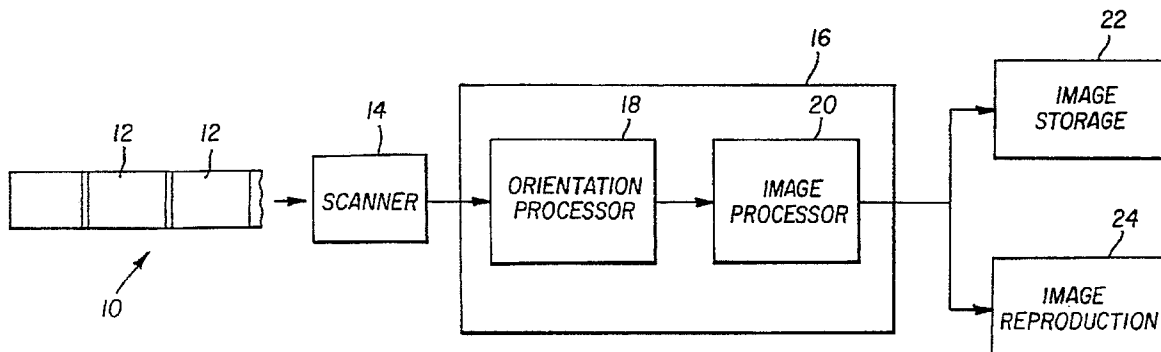 12
12
10
14
SCANNER
16
18
ORIENTATION
PROCESSOR
20
IMAGE
PROCESSOR
22
IMAGE
STORAGE
24
IMAGE
REPRODUCTION